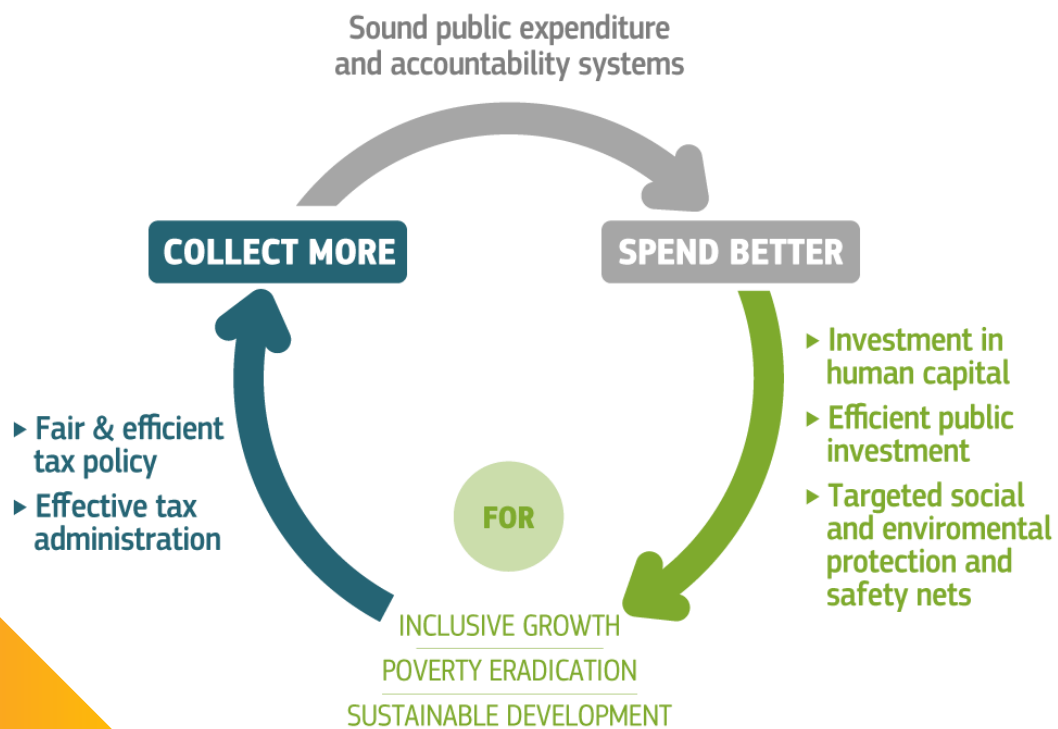 Sound public expenditure
and accountability systems
COLLECT MORE
SPEND BETTER
▸ Investment in
human capital
▸ Efficient public
investment
▸ Targeted social
and enviromental
protection and
safety nets
▸ Fair & efficient
tax policy
▸ Effective tax
administration
FOR
INCLUSIVE GROWTH
POVERTY ERADICATION
SUSTAINABLE DEVELOPMENT